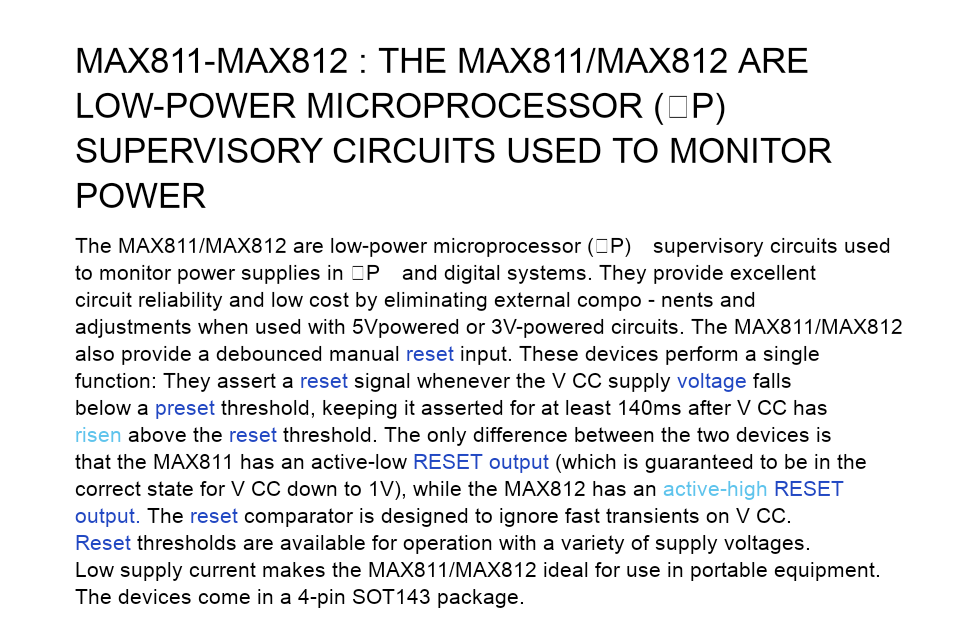 MAX811-MAX812 : THE MAX811/MAX812 ARE
LOW-POWER MICROPROCESSOR (□P)
SUPERVISORY CIRCUITS USED TO MONITOR
POWER
The MAX811/MAX812 are low-power microprocessor (□P) supervisory circuits used
to monitor power supplies in □P and digital systems. They provide excellent
circuit reliability and low cost by eliminating external compo - nents and
adjustments when used with 5Vpowered or 3V-powered circuits. The MAX811/MAX812
also provide a debounced manual reset input. These devices perform a single
function: They assert a reset signal whenever the V CC supply voltage falls
below a preset threshold, keeping it asserted for at least 140ms after V CC has
risen above the reset threshold. The only difference between the two devices is
that the MAX811 has an active-low RESET output (which is guaranteed to be in the
correct state for V CC down to 1V), while the MAX812 has an active-high RESET
output. The reset comparator is designed to ignore fast transients on V CC.
Reset thresholds are available for operation with a variety of supply voltages.
Low supply current makes the MAX811/MAX812 ideal for use in portable equipment.
The devices come in a 4-pin SOT143 package.